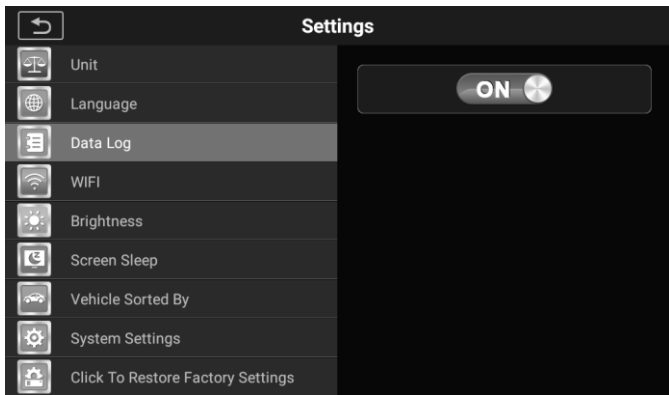 Settings
Unit
Language
Data Log
WIFI
Brightness
Screen Sleep
Vehicle Sorted By
System Settings
Click To Restore Factory Settings
ON